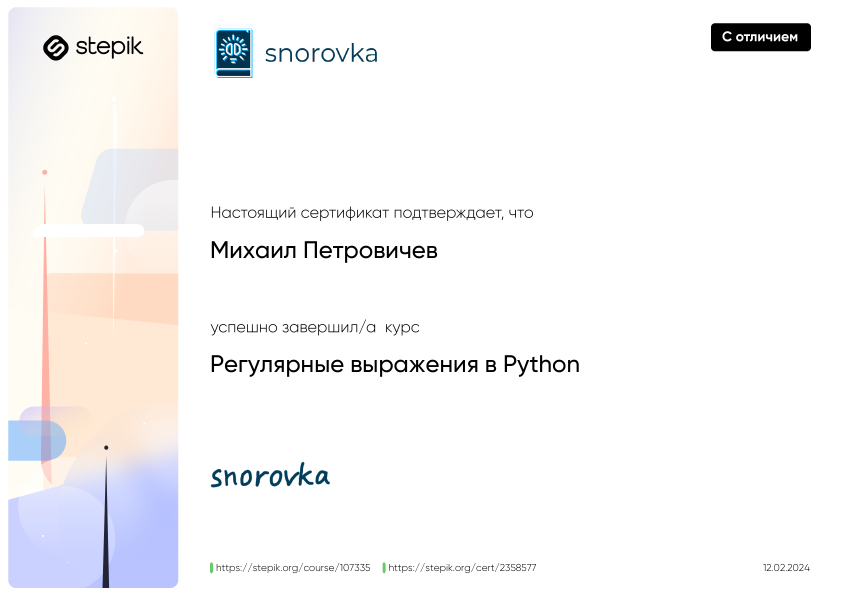 stepik
snorovka
С отличием
Настоящий сертификат подтверждает, что
Михаил Петровичев
успешно завершил/а курс
Регулярные выражения в Python
snorovka
https://stepik.org/course/107335 https://stepik.org/cert/2358577
12.02.2024